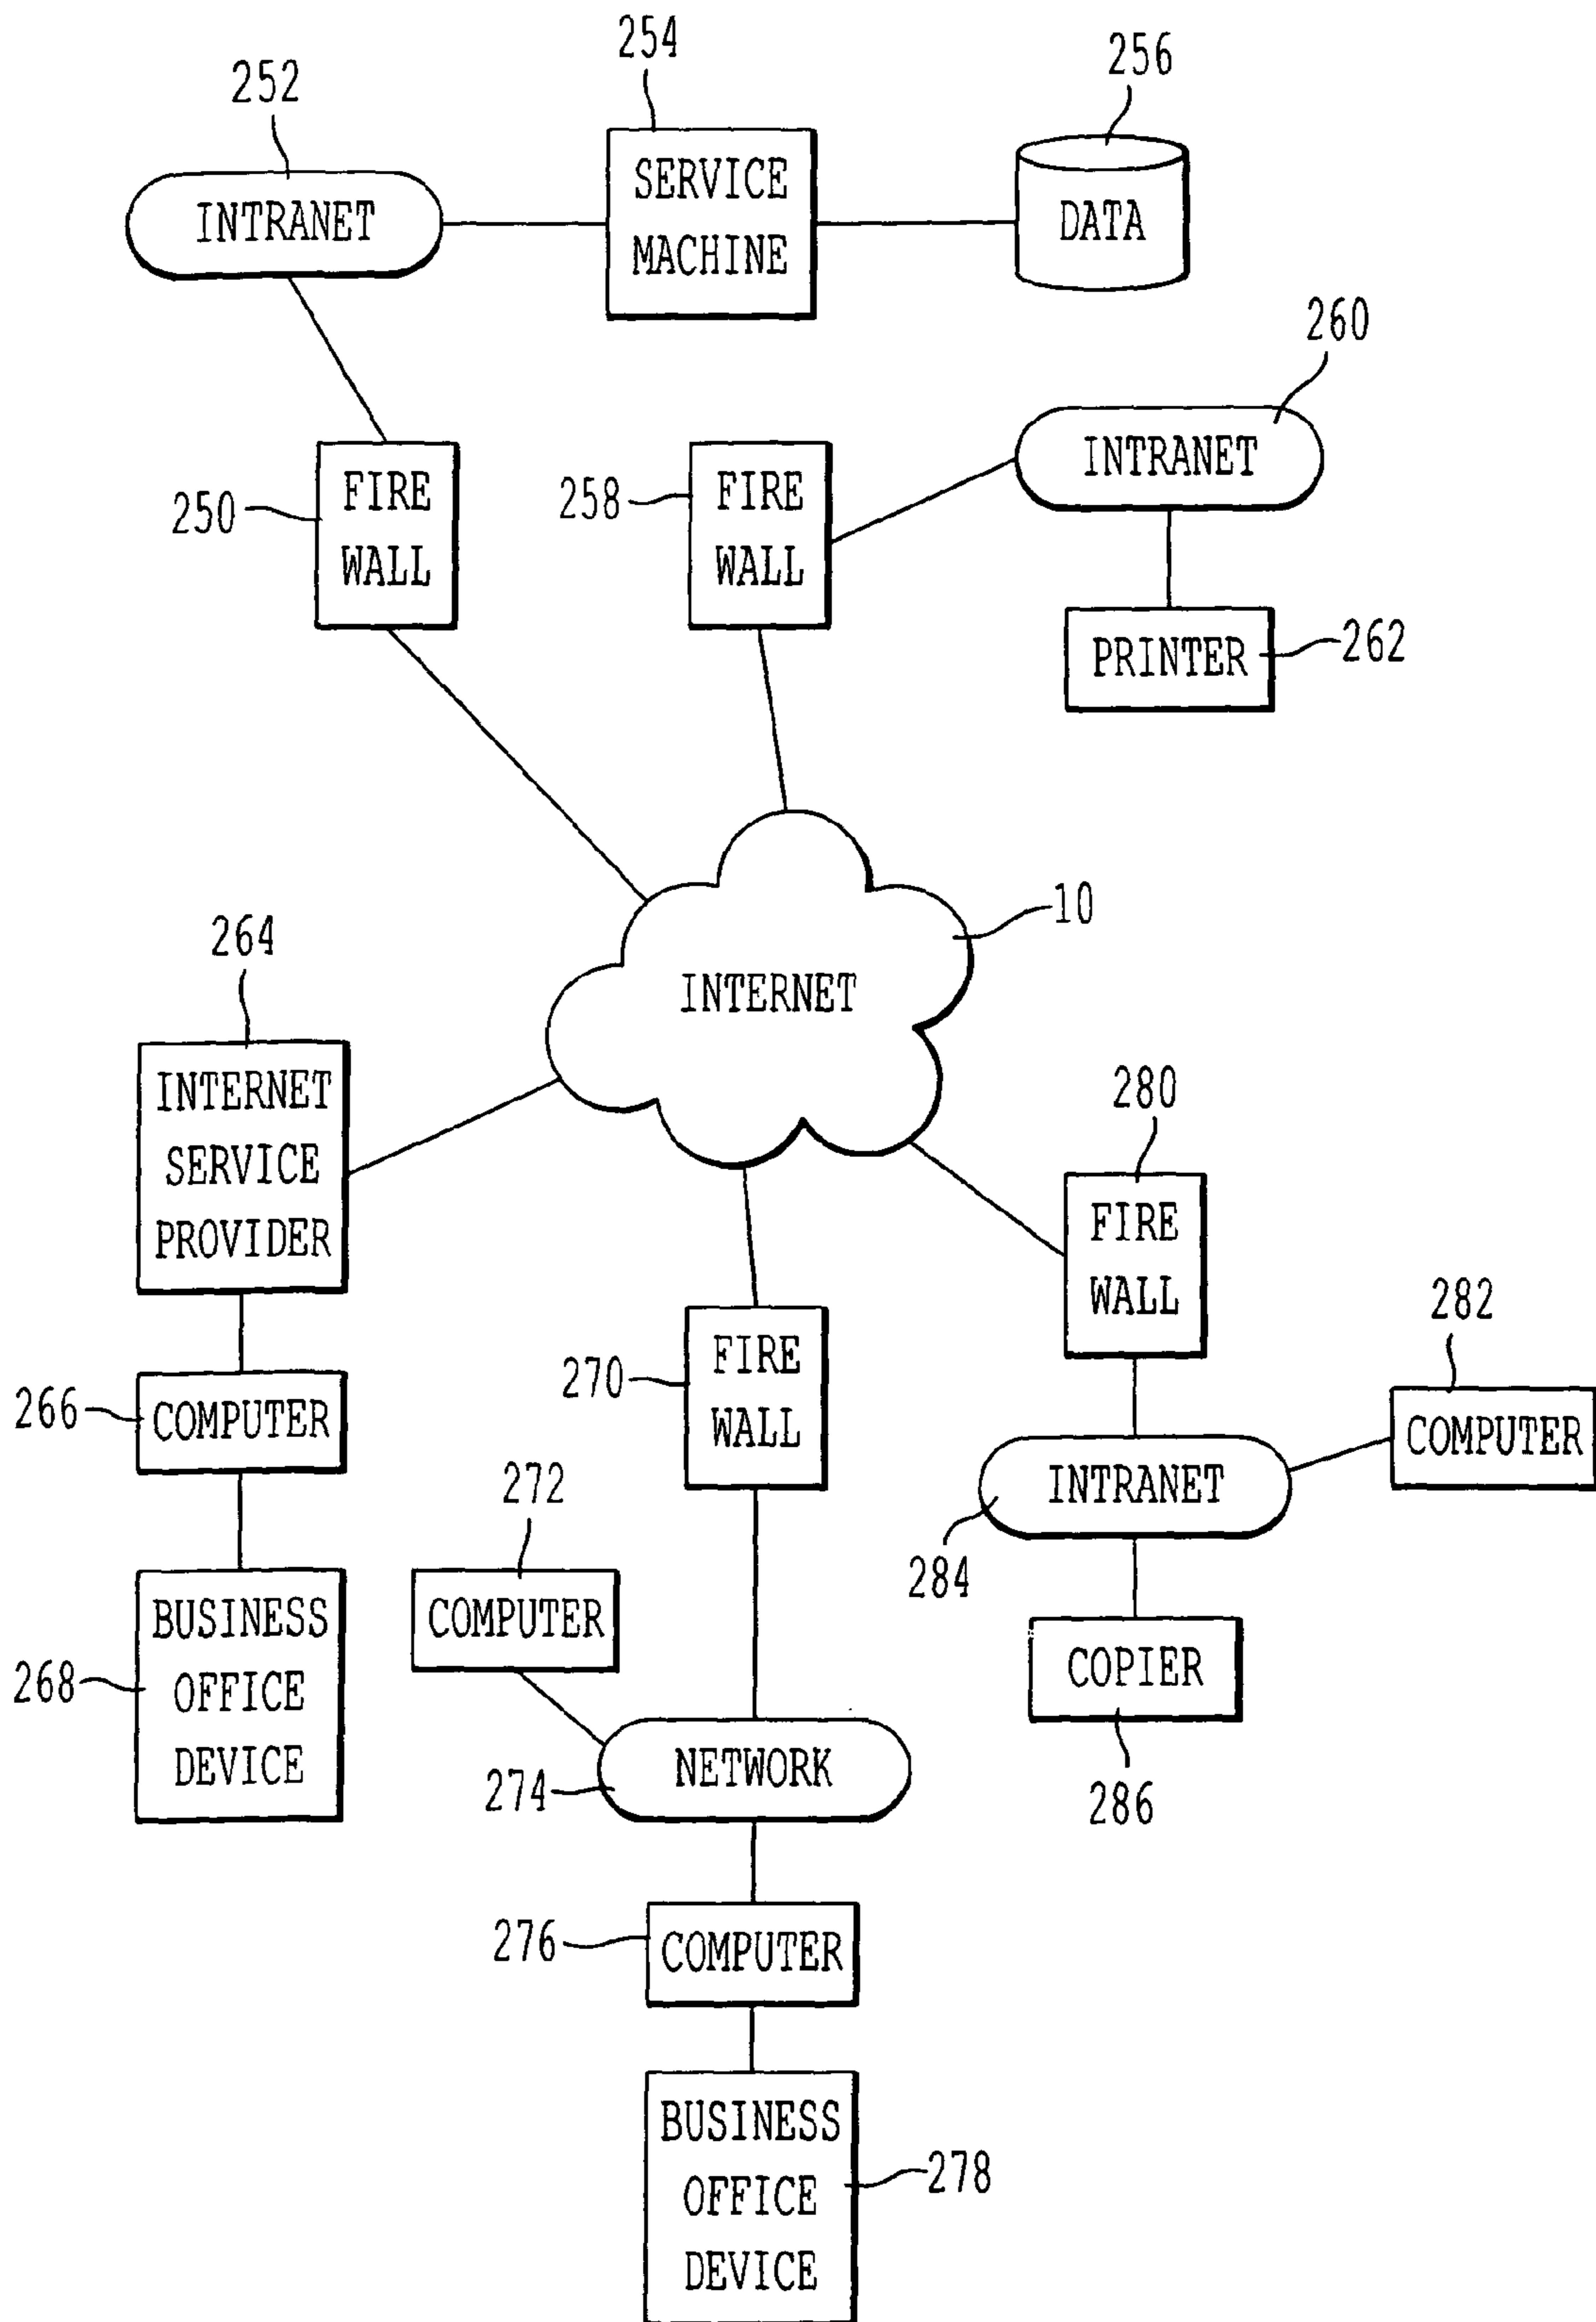 254
256
252
SERVICE
MACHINE
INTRANET
DATA
260
INTRANET
FIRE
WALL
250
FIRE
WALL
258
PRINTER
262
10
INTERNET
264
INTERNET
SERVICE
PROVIDER
280
FIRE
WALL
282
COMPUTER
266
COMPUTER
270
FIRE
WALL
INTRANET
284
272
COMPUTER
268
BUSINESS
OFFICE
DEVICE
COPIER
286
NETWORK
274
276
COMPUTER
BUSINESS
OFFICE
DEVICE
278